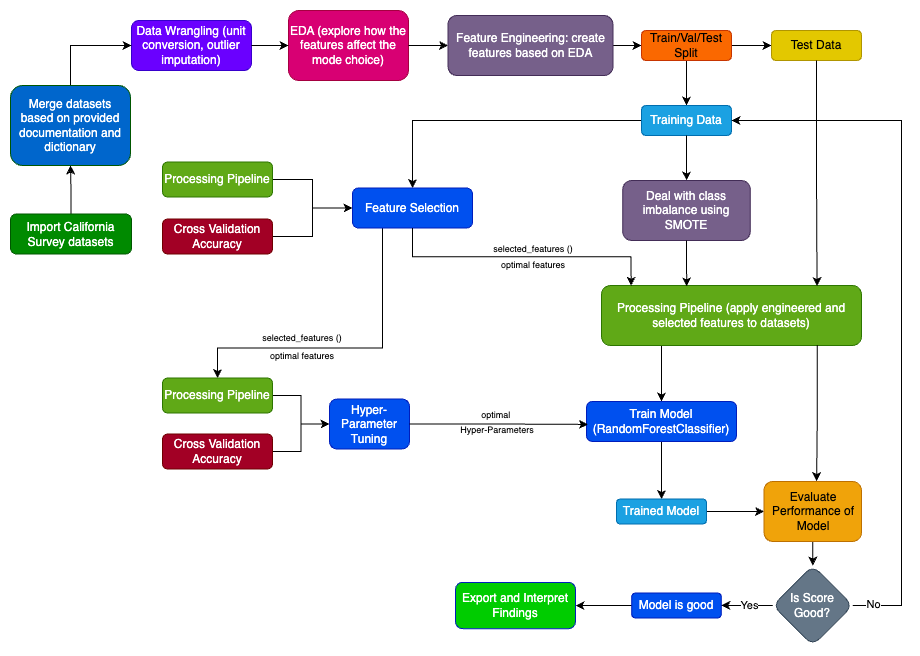 Data Wrangling (unit
conversion, outlier
imputation)
EDA (explore how the
features affect the
mode choice)
Feature Engineering: create
features based on EDA
Train/Val/Test
Split
Test Data
Merge datasets
based on provided
documentation and
dictionary
Training Data
Processing Pipeline
Deal with class
imbalance using
SMOTE
Feature Selection
Import California
Survey datasets
Cross Validation
Accuracy
selected_features ()
optimal features
Processing Pipeline (apply engineered and
selected features to datasets)
selected_features ()
optimal features
Processing Pipeline
Hyper-
Parameter
Tuning
optimal
Hyper-Parameters
Train Model
(RandomForestClassifier)
Cross Validation
Accuracy
Trained Model
Evaluate
Performance of
Model
Is Score
Good?
No
Yes
Model is good
Export and Interpret
Findings